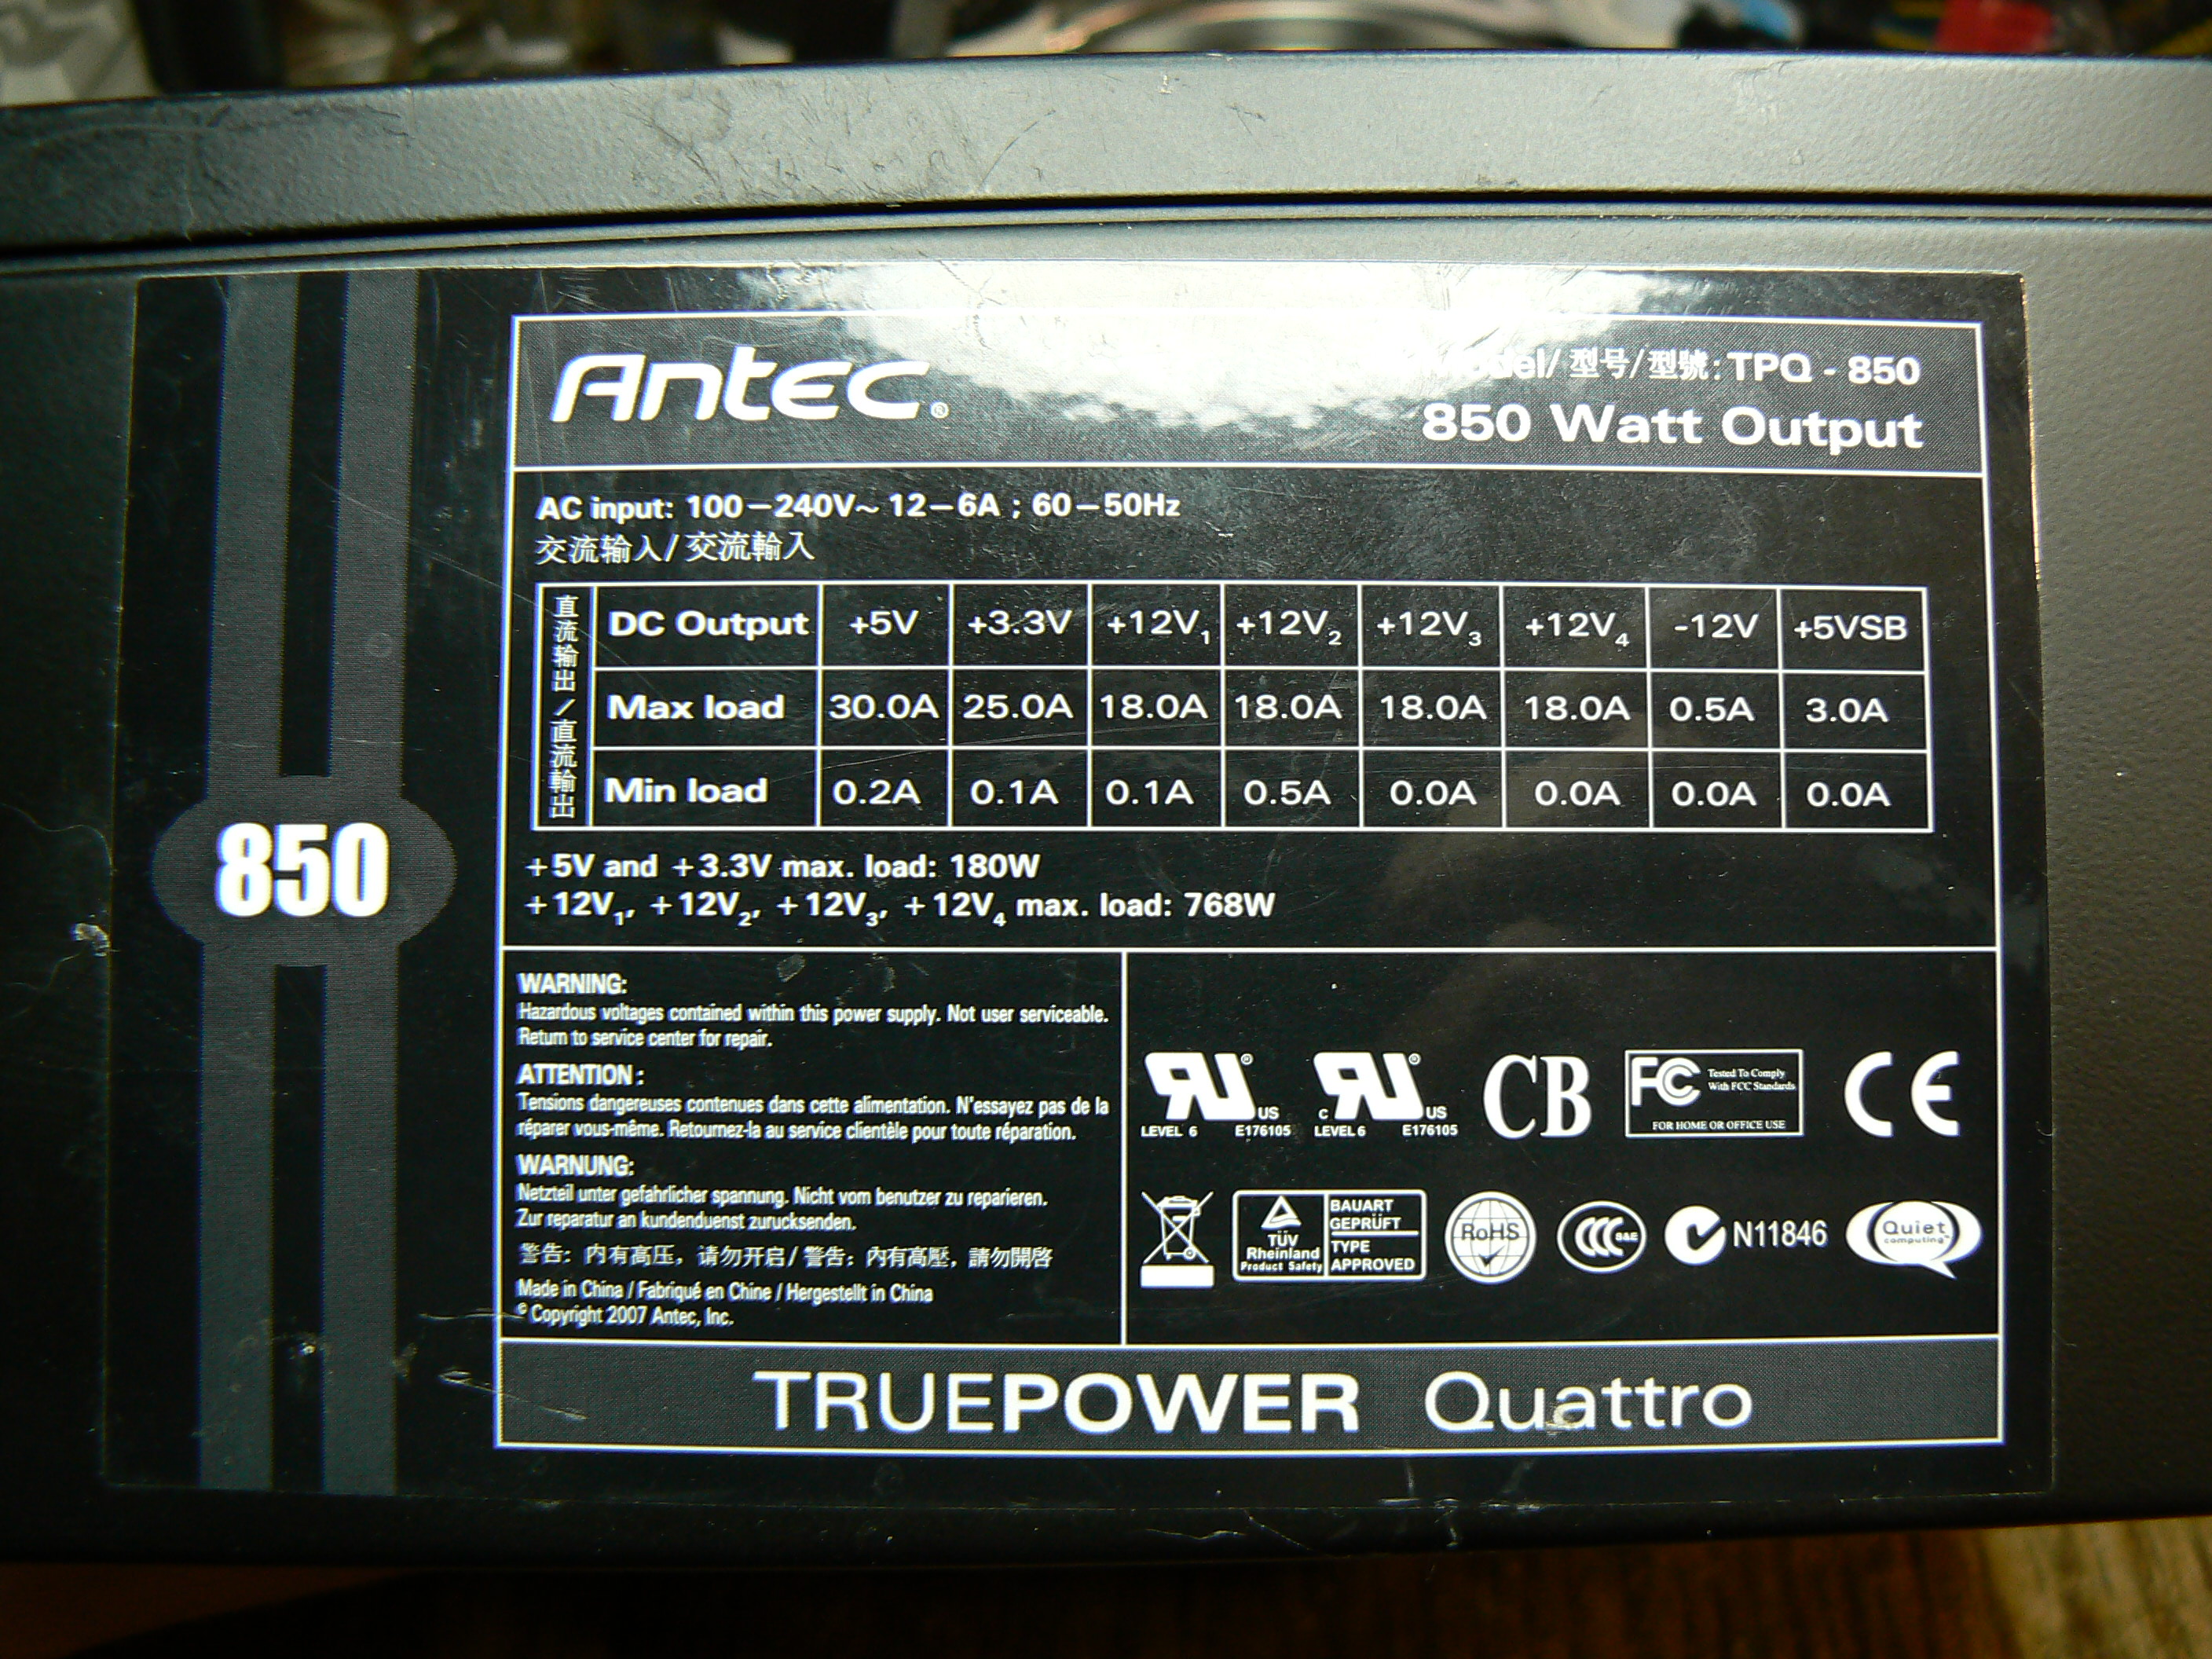 Antec®
Model/型号/型號: TPQ - 850
850 Watt Output
AC input: 100–240V~ 12–6A ; 60–50Hz
交流输入/交流輸入
直流输出/直流輸出
DC Output +5V +3.3V +12V1 +12V2 +12V3 +12V4 -12V +5VSB
Max load 30.0A 25.0A 18.0A 18.0A 18.0A 18.0A 0.5A 3.0A
Min load 0.2A 0.1A 0.1A 0.5A 0.0A 0.0A 0.0A 0.0A
850
+5V and +3.3V max. load: 180W
+12V1, +12V2, +12V3, +12V4 max. load: 768W
WARNING:
Hazardous voltages contained within this power supply. Not user serviceable.
Return to service center for repair.
ATTENTION :
Tensions dangereuses contenues dans cette alimentation. N'essayez pas de la
réparer vous-même. Retournez-la au service clientèle pour toute réparation.
WARNUNG:
Netzteil unter gefahrlicher spannung. Nicht vom benutzer zu reparieren.
Zur reparatur an kundenduenst zurucksenden.
警告: 内有高压, 请勿开启/ 警告: 內有高壓, 請勿開啓
Made in China / Fabriqué en Chine / Hergestellt in China
© Copyright 2007 Antec, Inc.
RU® US
LEVEL 6 E176105
c RU® US
LEVEL 6 E176105
CB
FC Tested To Comply
With FCC Standards
FOR HOME OR OFFICE USE
CE
TÜV
Rheinland
Product Safety
BAUART
GEPRÜFT
TYPE
APPROVED
RoHS
CCC S&E
N11846
Quiet
computing™
TRUEPOWER Quattro